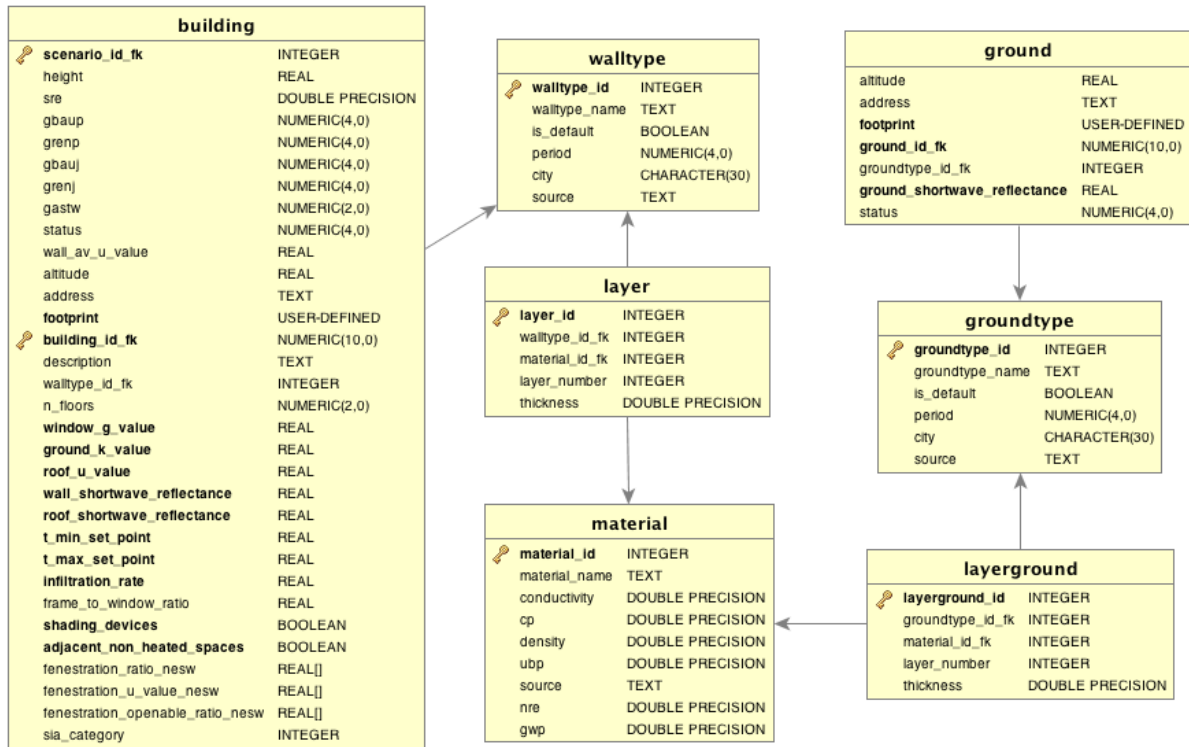 building
scenario_id_fk INTEGER
height REAL
sre DOUBLE PRECISION
gbaup NUMERIC(4,0)
grenp NUMERIC(4,0)
gbauj NUMERIC(4,0)
grenj NUMERIC(4,0)
gastw NUMERIC(2,0)
status NUMERIC(4,0)
wall_av_u_value REAL
altitude REAL
address TEXT
footprint USER-DEFINED
building_id_fk NUMERIC(10,0)
description TEXT
walltype_id_fk INTEGER
n_floors NUMERIC(2,0)
window_g_value REAL
ground_k_value REAL
roof_u_value REAL
wall_shortwave_reflectance REAL
roof_shortwave_reflectance REAL
t_min_set_point REAL
t_max_set_point REAL
infiltration_rate REAL
frame_to_window_ratio REAL
shading_devices BOOLEAN
adjacent_non_heated_spaces BOOLEAN
fenestration_ratio_nesw REAL[]
fenestration_u_value_nesw REAL[]
fenestration_openable_ratio_nesw REAL[]
sia_category INTEGER
walltype
walltype_id INTEGER
walltype_name TEXT
is_default BOOLEAN
period NUMERIC(4,0)
city CHARACTER(30)
source TEXT
layer
layer_id INTEGER
walltype_id_fk INTEGER
material_id_fk INTEGER
layer_number INTEGER
thickness DOUBLE PRECISION
material
material_id INTEGER
material_name TEXT
conductivity DOUBLE PRECISION
cp DOUBLE PRECISION
density DOUBLE PRECISION
ubp DOUBLE PRECISION
source TEXT
nre DOUBLE PRECISION
gwp DOUBLE PRECISION
ground
altitude REAL
address TEXT
footprint USER-DEFINED
ground_id_fk NUMERIC(10,0)
groundtype_id_fk INTEGER
ground_shortwave_reflectance REAL
status NUMERIC(4,0)
groundtype
groundtype_id INTEGER
groundtype_name TEXT
is_default BOOLEAN
period NUMERIC(4,0)
city CHARACTER(30)
source TEXT
layerground
layerground_id INTEGER
groundtype_id_fk INTEGER
material_id_fk INTEGER
layer_number INTEGER
thickness DOUBLE PRECISION